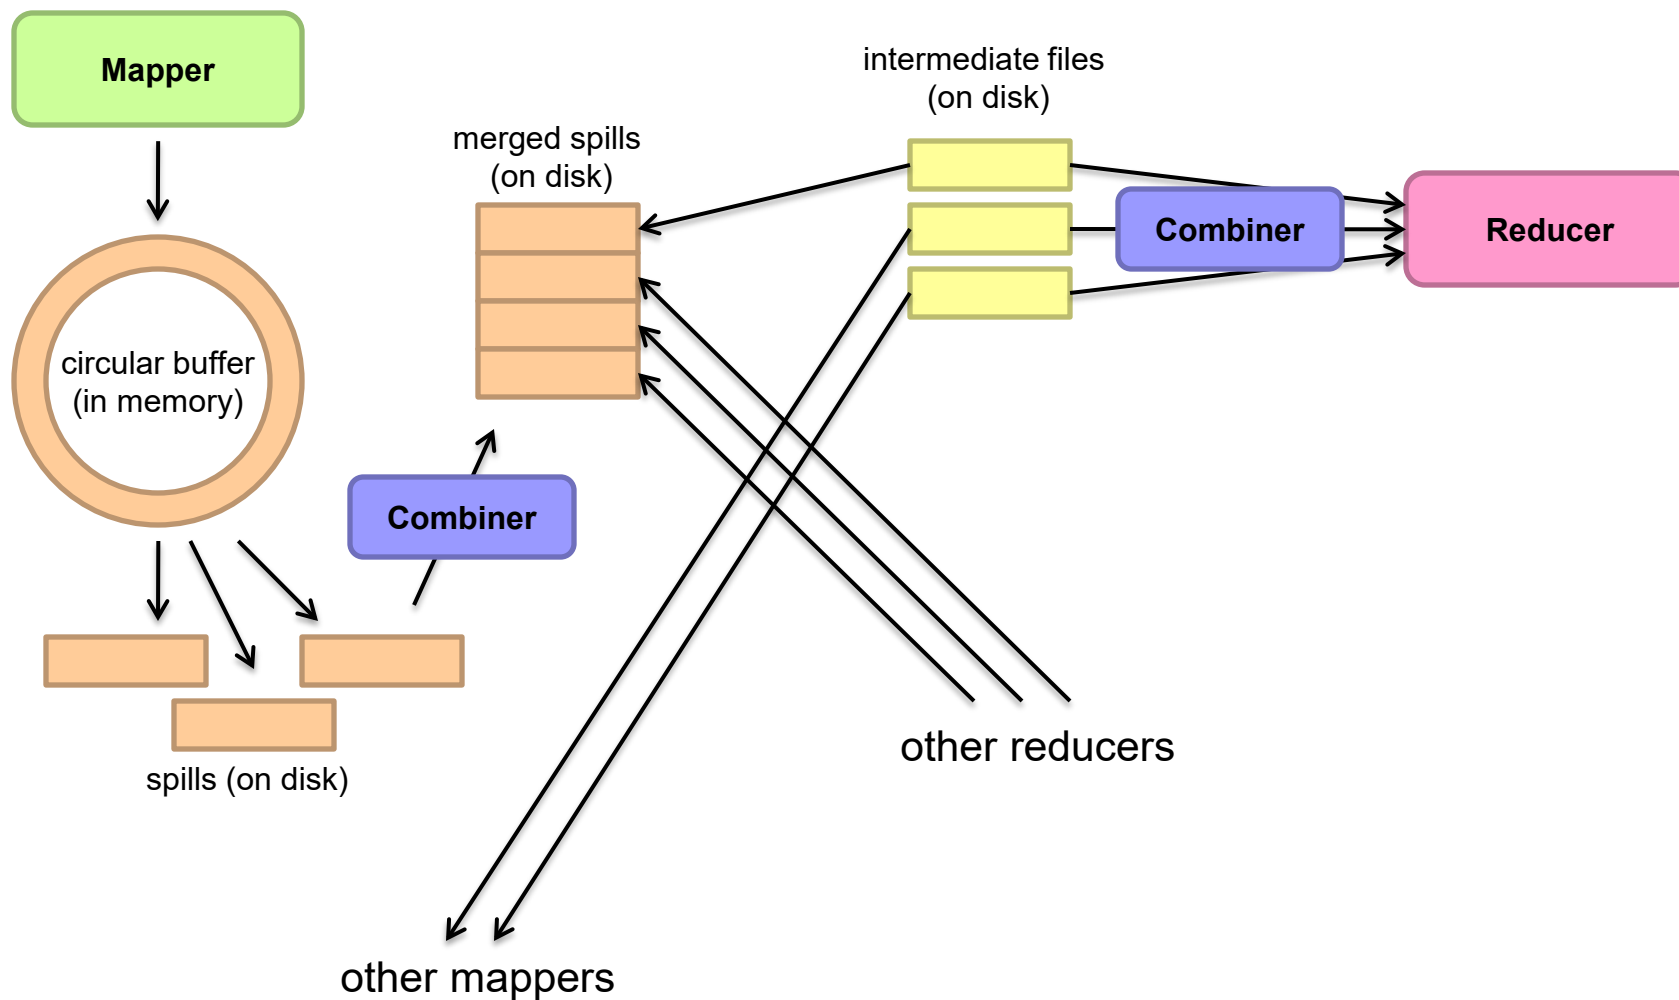 Mapper
intermediate files
(on disk)
merged spills
(on disk)
Combiner
Reducer
circular buffer
(in memory)
Combiner
other reducers
spills (on disk)
other mappers